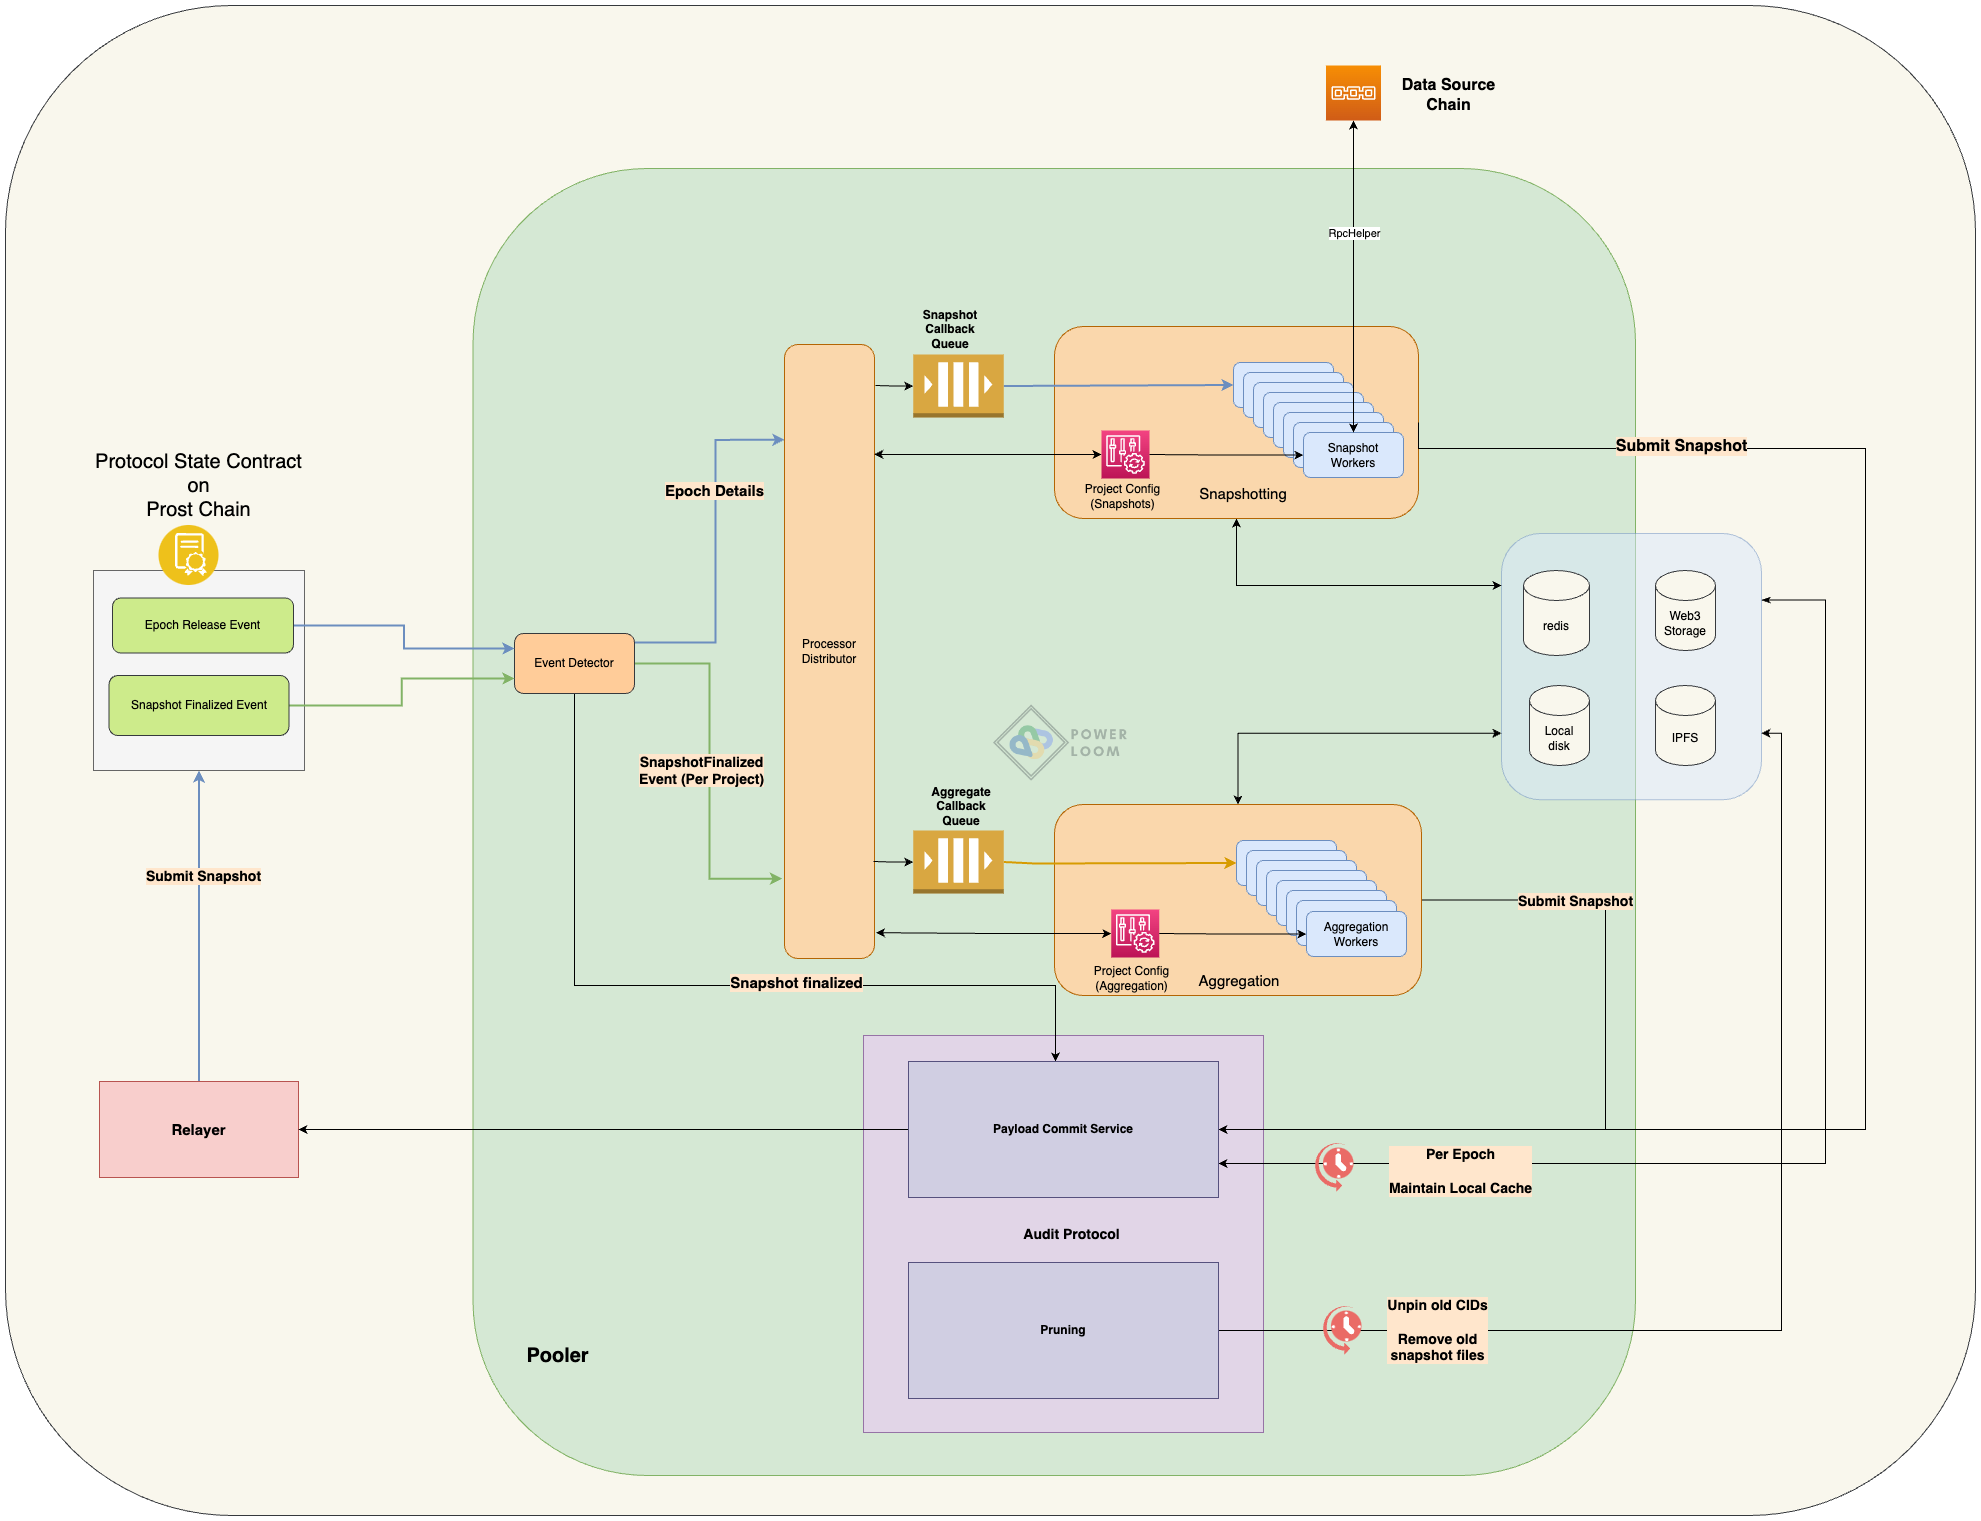 Data Source
Chain
RpcHelper
Snapshot
Callback
Queue
Snapshot
Workers
Project Config
(Snapshots)
Snapshotting
Submit Snapshot
Protocol State Contract
on
Prost Chain
Epoch Release Event
Snapshot Finalized Event
Epoch Details
Event Detector
Processor
Distributor
redis
Web3
Storage
Local
disk
IPFS
POWER
LOOM
SnapshotFinalized
Event (Per Project)
Aggregate
Callback
Queue
Aggregation
Workers
Project Config
(Aggregation)
Aggregation
Submit Snapshot
Submit Snapshot
Snapshot finalized
Relayer
Payload Commit Service
Per Epoch
Maintain Local Cache
Audit Protocol
Pruning
Unpin old CIDs
Remove old
snapshot files
Pooler